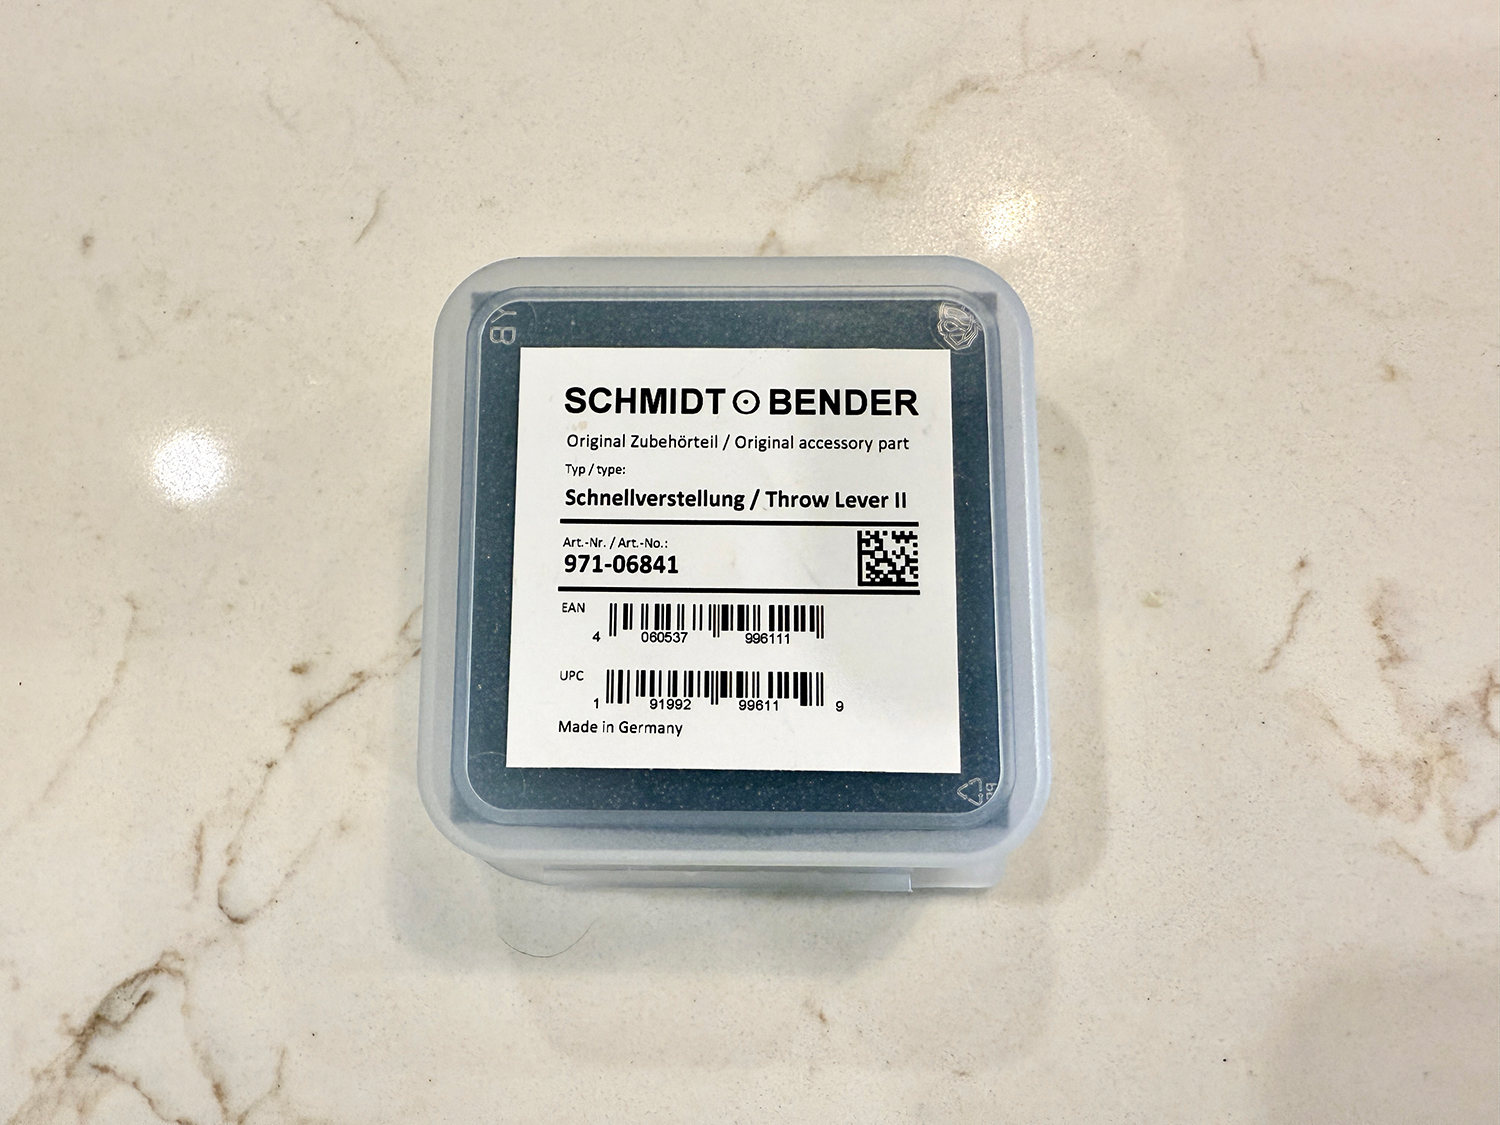 SCHMIDT BENDER
Original Zubehörteil / Original accessory part
Typ / type:
Schnellverstellung / Throw Lever II
Art.-Nr. / Art.-No.:
971-06841
EAN
4 060537 996111
UPC
1 91992 99611 9
Made in Germany
BY